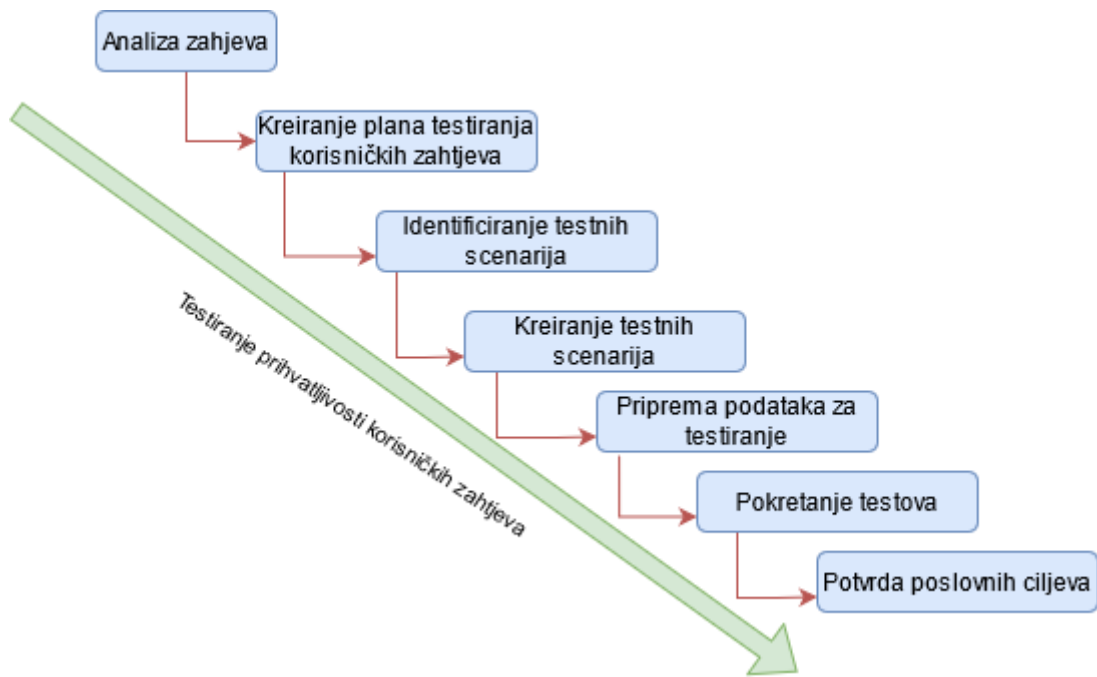 Analiza zahjeva
Kreiranje plana testiranja
korisničkih zahtjeva
Identificiranje testnih
scenarija
Kreiranje testnih
scenarija
Priprema podataka za
testiranje
Pokretanje testova
Potvrda poslovnih ciljeva
Testiranje prihvatljivosti korisničkih zahtjeva